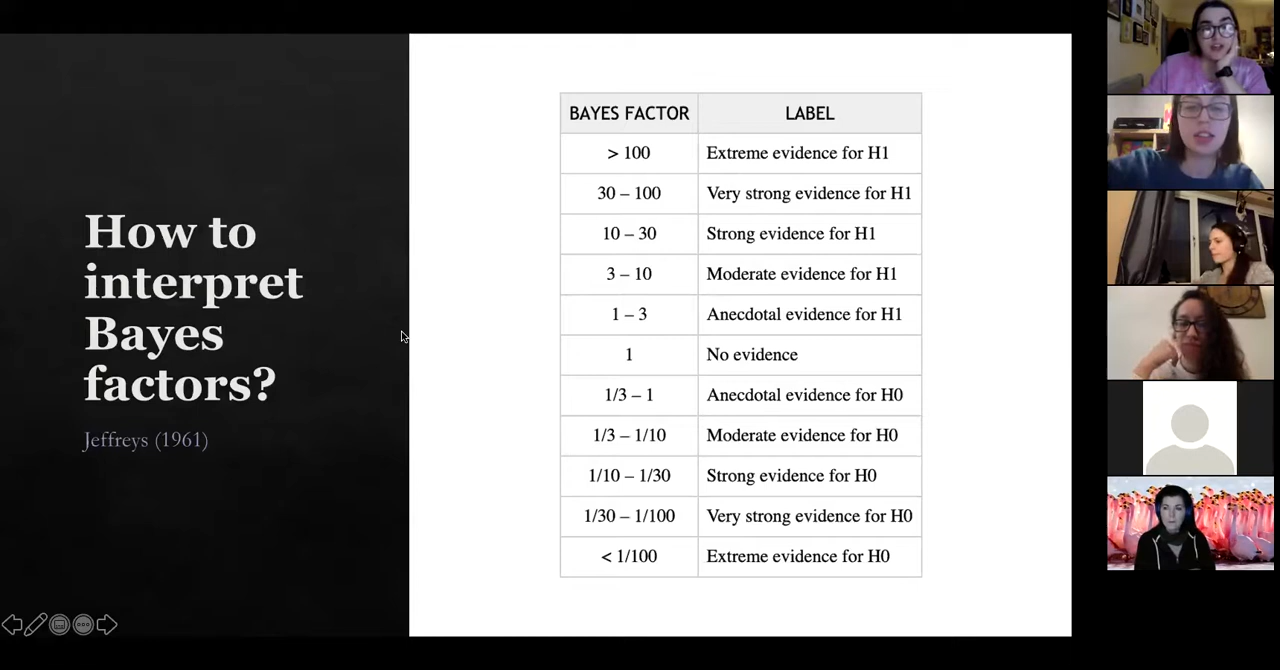 How to
interpret
Bayes
factors?
Jeffreys (1961)
BAYES FACTOR LABEL
> 100 Extreme evidence for H1
30 – 100 Very strong evidence for H1
10 – 30 Strong evidence for H1
3 – 10 Moderate evidence for H1
1 – 3 Anecdotal evidence for H1
1 No evidence
1/3 – 1 Anecdotal evidence for H0
1/3 – 1/10 Moderate evidence for H0
1/10 – 1/30 Strong evidence for H0
1/30 – 1/100 Very strong evidence for H0
< 1/100 Extreme evidence for H0